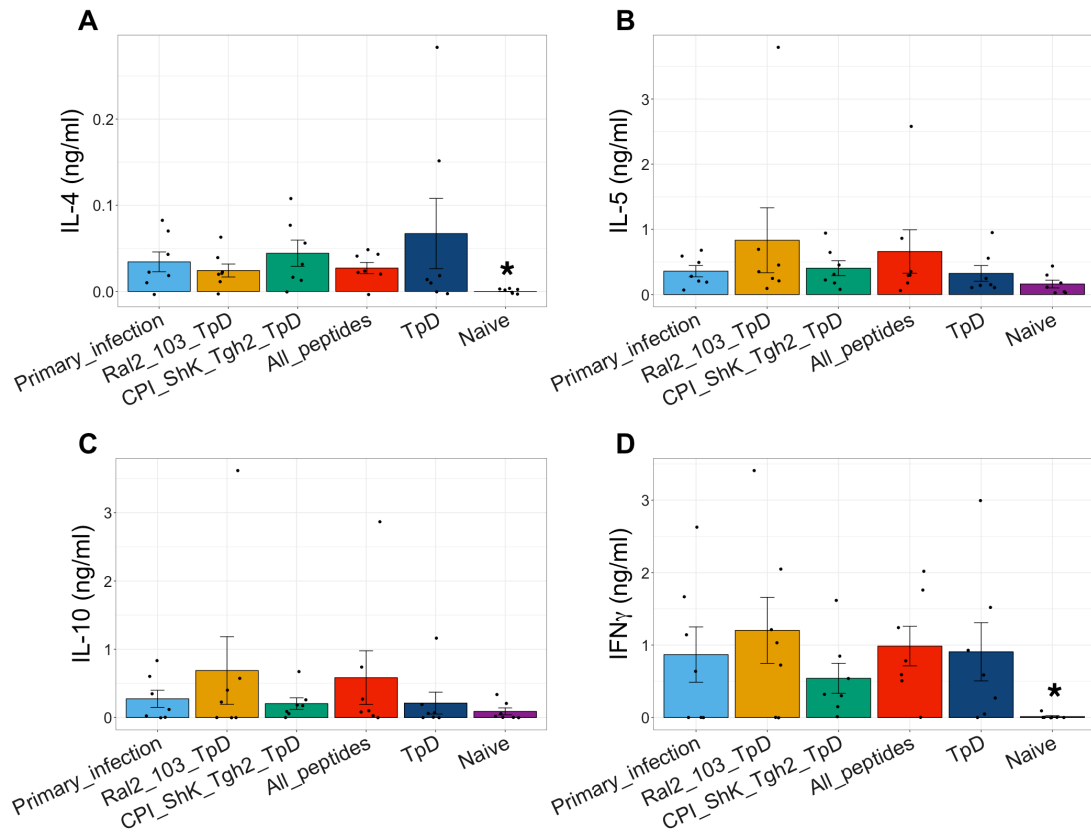 A
IL-4 (ng/ml)
0.2
0.1
0.0
*
Primary_infection
Ral2_103_TpD
CPI_ShK_Tgh2_TpD
All_peptides
TpD
Naive
B
IL-5 (ng/ml)
3
2
1
0
Primary_infection
Ral2_103_TpD
CPI_ShK_Tgh2_TpD
All_peptides
TpD
Naive
C
IL-10 (ng/ml)
3
2
1
0
Primary_infection
Ral2_103_TpD
CPI_ShK_Tgh2_TpD
All_peptides
TpD
Naive
D
IFNγ (ng/ml)
3
2
1
0
*
Primary_infection
Ral2_103_TpD
CPI_ShK_Tgh2_TpD
All_peptides
TpD
Naive